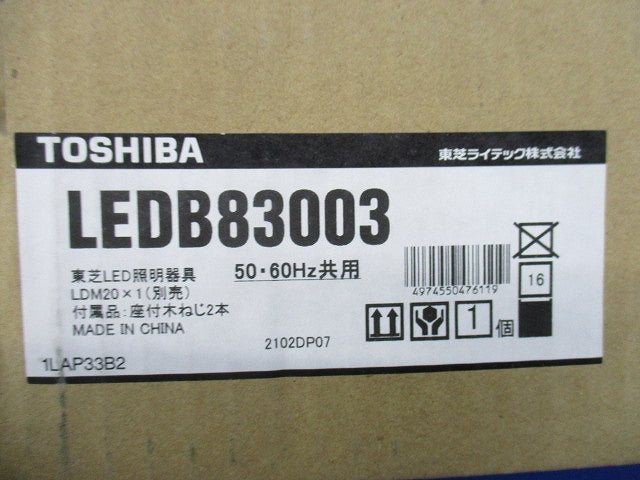 TOSHIBA
東芝ライテック株式会社
LEDB83003
東芝LED照明器具
50・60Hz共用
LDM20×1(別売)
付属品:座付木ねじ2本
MADE IN CHINA
4974550476119
16
1個
2102DP07
1LAP33B2